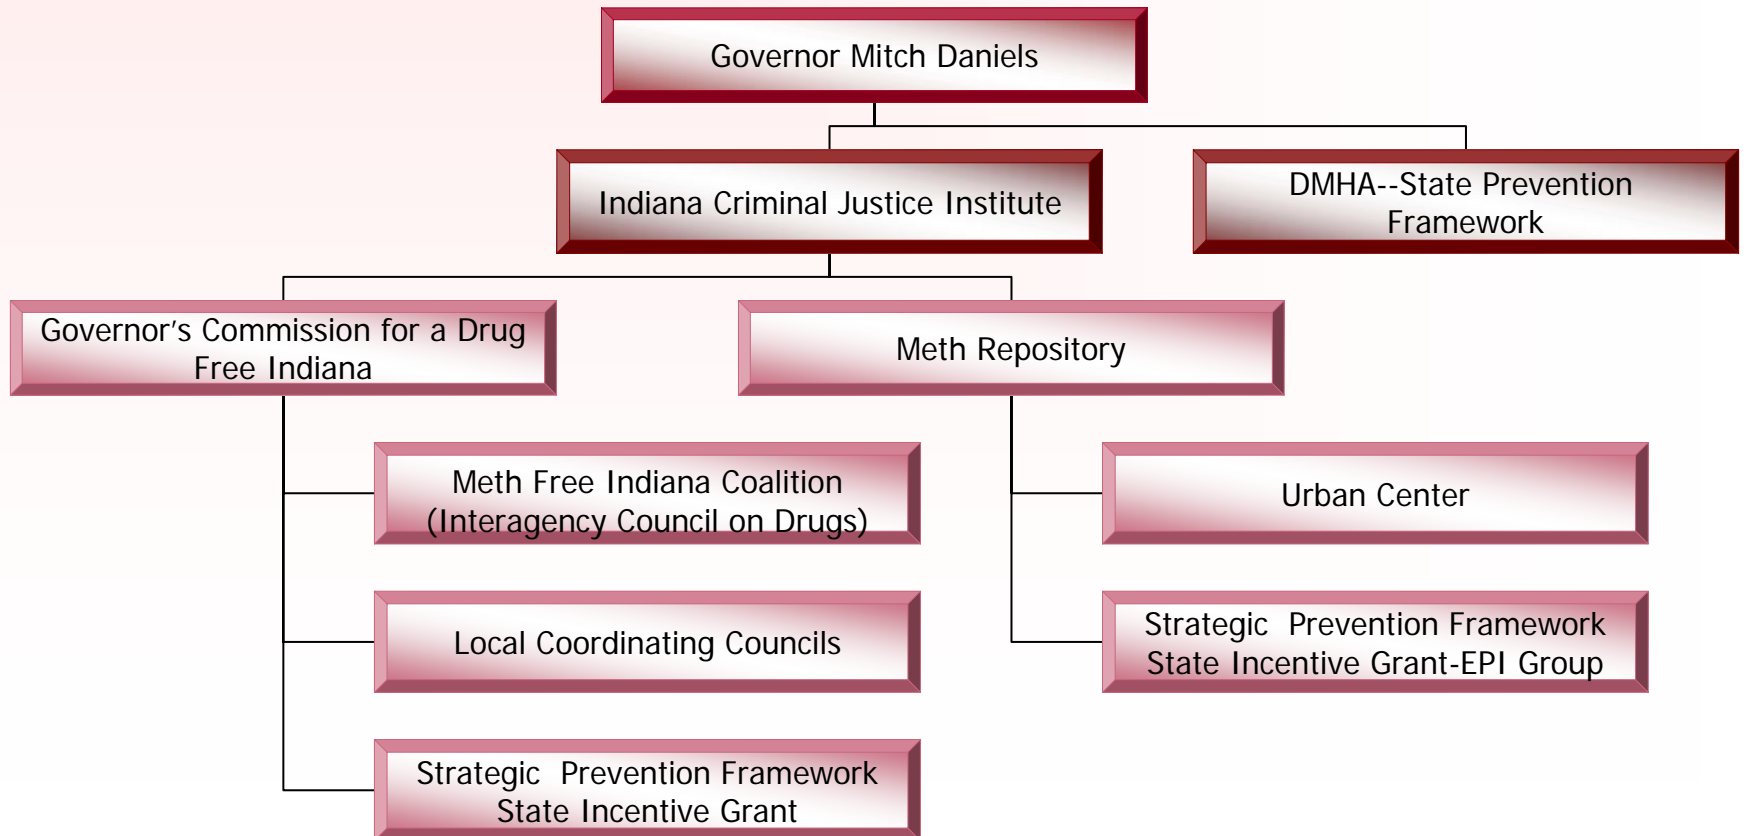 Governor Mitch Daniels
Indiana Criminal Justice Institute
DMHA--State Prevention
Framework
Governor's Commission for a Drug
Free Indiana
Meth Repository
Meth Free Indiana Coalition
(Interagency Council on Drugs)
Urban Center
Local Coordinating Councils
Strategic  Prevention Framework
State Incentive Grant-EPI Group
Strategic  Prevention Framework
State Incentive Grant